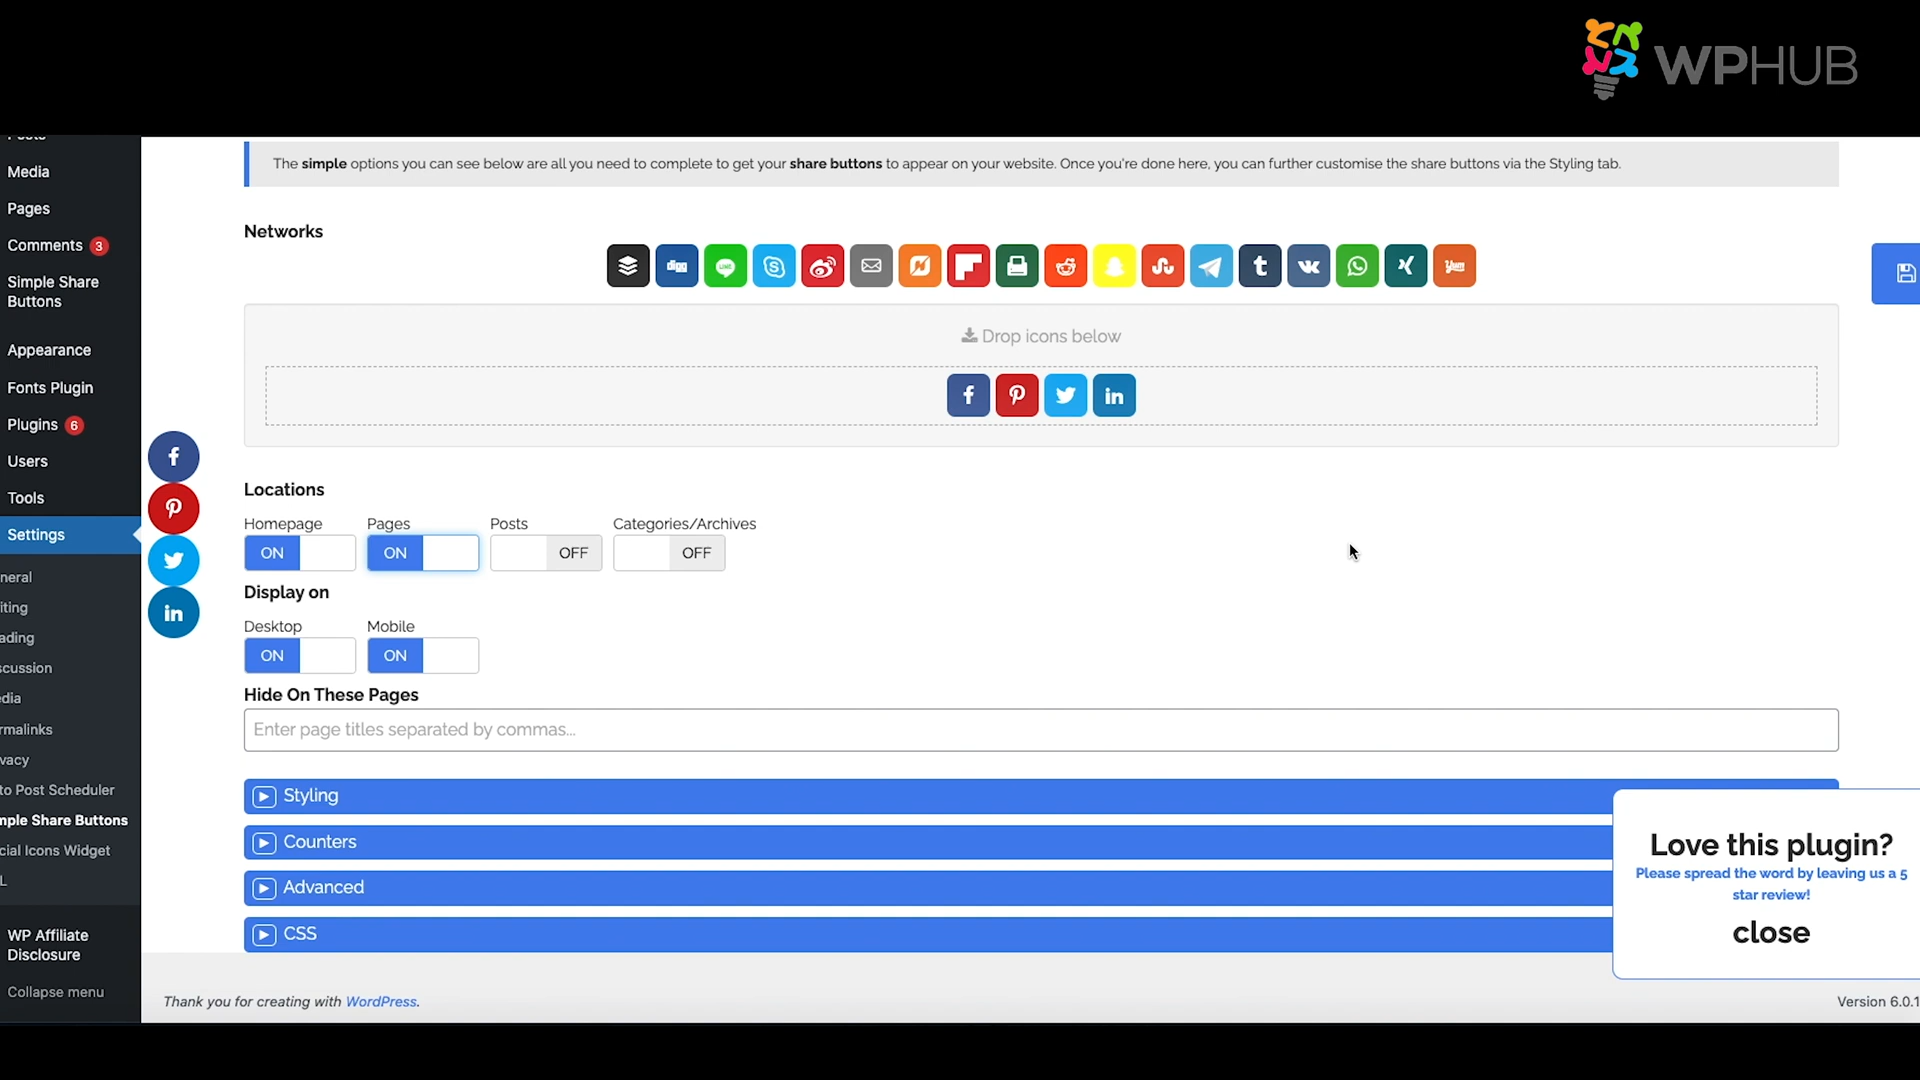 WPHUB
Media
Pages
Comments 3
Simple Share
Buttons
Appearance
Fonts Plugin
Plugins 6
Users
Tools
Settings
neral
iting
ading
scussion
edia
rmalinks
vacy
to Post Scheduler
mple Share Buttons
cial Icons Widget
L
WP Affiliate
Disclosure
Collapse menu
The simple options you can see below are all you need to complete to get your share buttons to appear on your website. Once you're done here, you can further customise the share buttons via the Styling tab.
Networks
digg
LINE
Yum
Drop icons below
Locations
Homepage Pages Posts Categories/Archives
ON ON OFF OFF
Display on
Desktop Mobile
ON ON
Hide On These Pages
Enter page titles separated by commas...
Styling
Counters
Advanced
CSS
Love this plugin?
Please spread the word by leaving us a 5
star review!
close
Thank you for creating with WordPress.
Version 6.0.1